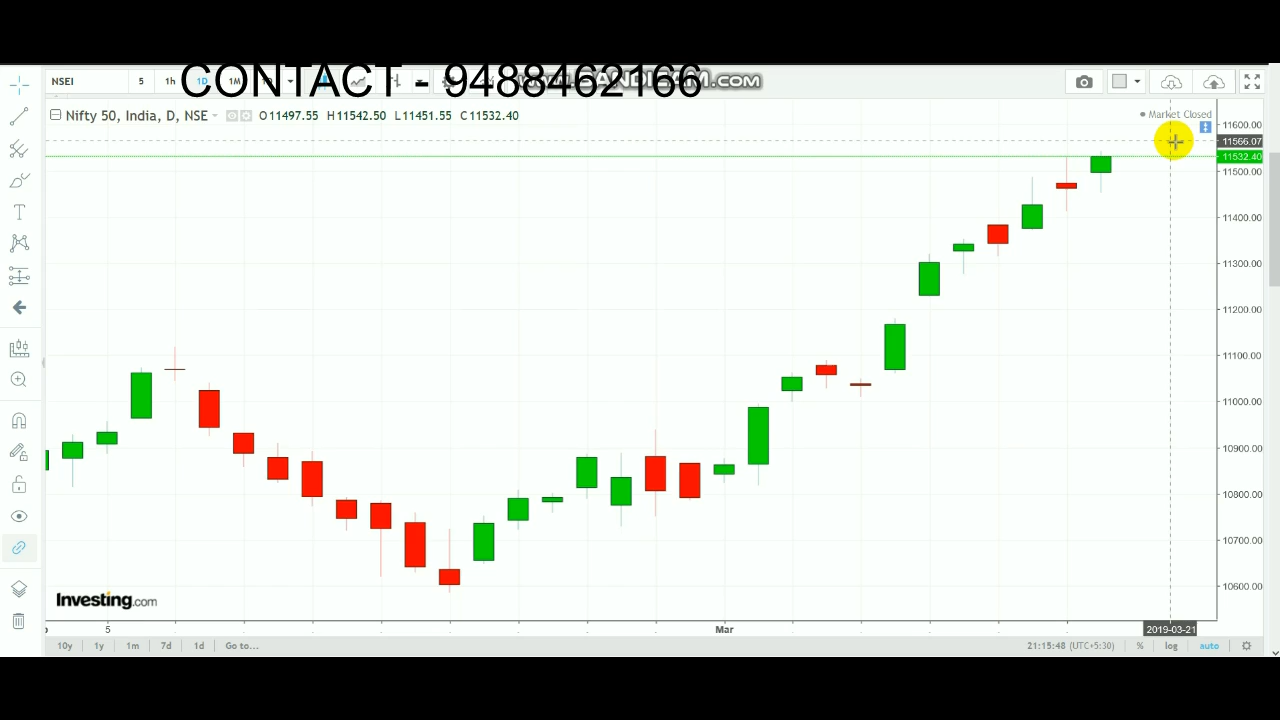 CONTACT - 9488462166
NSEI 5 1h 1D 1M
Nifty 50, India, D, NSE O11497.55 H11542.50 L11451.55 C11532.40
Market Closed
11600.00
11566.07
11532.40
11500.00
11400.00
11300.00
11200.00
11100.00
11000.00
10900.00
10800.00
10700.00
10600.00
Investing.com
5 Mar 2019-03-21
10y 1y 1m 7d 1d Go to... 21:15:48 (UTC+5:30) % log auto